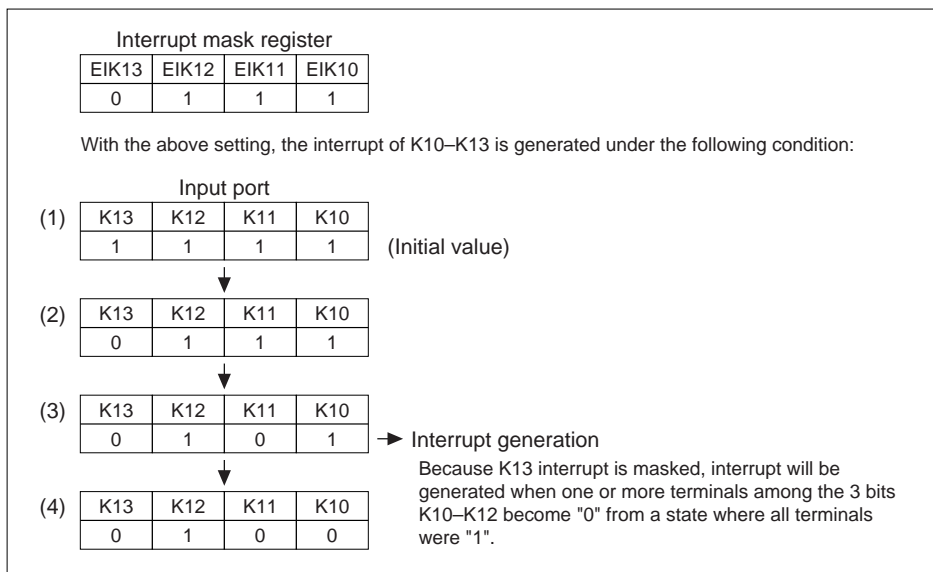 Interrupt mask register
EIK13 EIK12 EIK11 EIK10
0 1 1 1
With the above setting, the interrupt of K10–K13 is generated under the following condition:
Input port
(1) K13 K12 K11 K10
1 1 1 1 (Initial value)
(2) K13 K12 K11 K10
0 1 1 1
(3) K13 K12 K11 K10
0 1 0 1 Interrupt generation
Because K13 interrupt is masked, interrupt will be
generated when one or more terminals among the 3 bits
K10–K12 become "0" from a state where all terminals
were "1".
(4) K13 K12 K11 K10
0 1 0 0